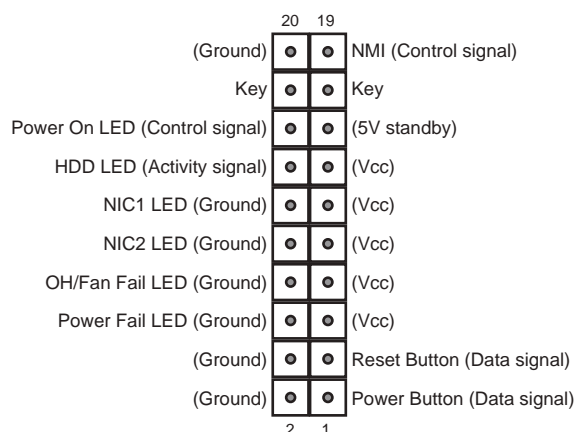 20 19
(Ground) NMI (Control signal)
Key Key
Power On LED (Control signal) (5V standby)
HDD LED (Activity signal) (Vcc)
NIC1 LED (Ground) (Vcc)
NIC2 LED (Ground) (Vcc)
OH/Fan Fail LED (Ground) (Vcc)
Power Fail LED (Ground) (Vcc)
(Ground) Reset Button (Data signal)
(Ground) Power Button (Data signal)
2 1